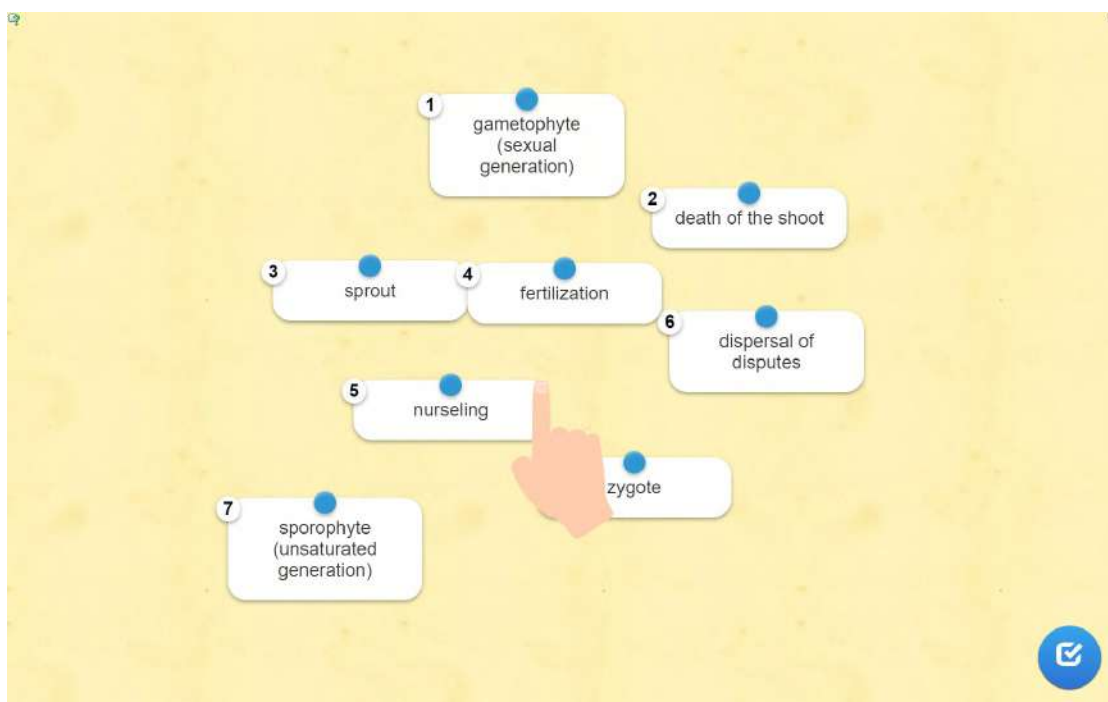 1
gametophyte
(sexual
generation)
2
death of the shoot
3
sprout
4
fertilization
6
dispersal of
disputes
5
nurseling
zygote
7
sporophyte
(unsaturated
generation)